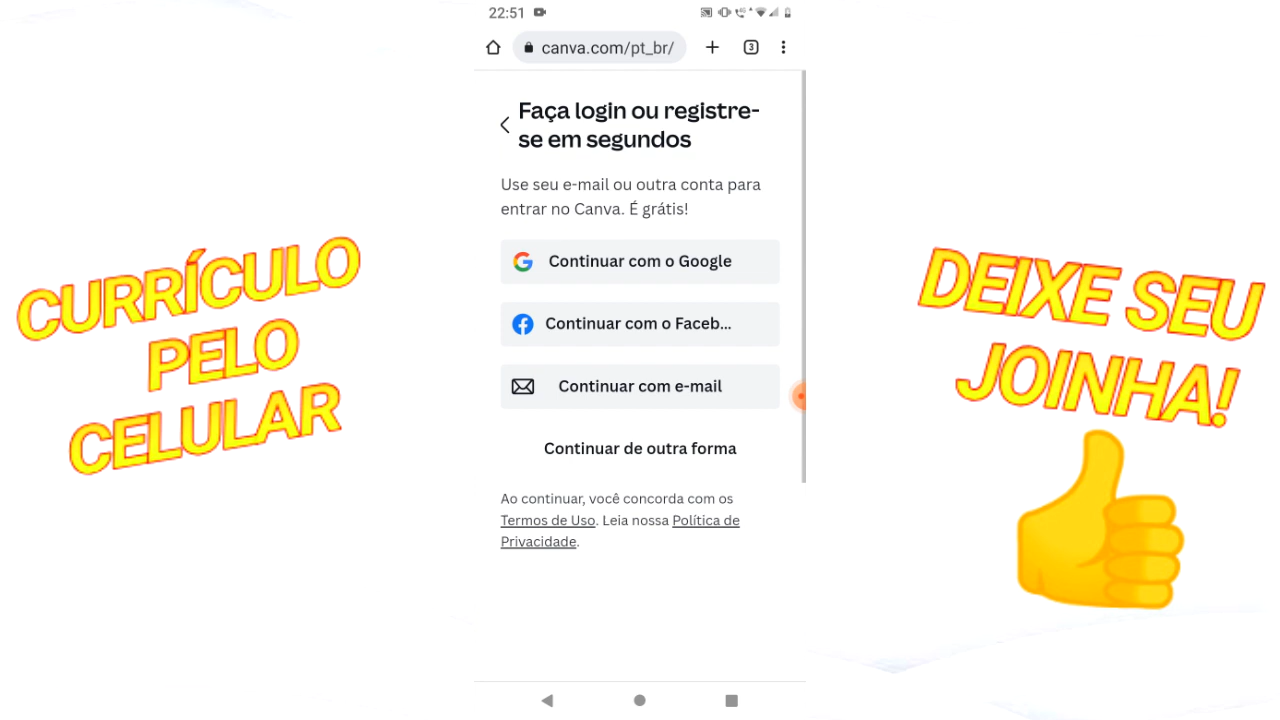 22:51
canva.com/pt_br/
3
Faça login ou registre-
se em segundos
Use seu e-mail ou outra conta para
entrar no Canva. É grátis!
Continuar com o Google
Continuar com o Faceb...
Continuar com e-mail
Continuar de outra forma
Ao continuar, você concorda com os
Termos de Uso. Leia nossa Política de
Privacidade.
CURRÍCULO
PELO
CELULAR
DEIXE SEU
JOINHA!